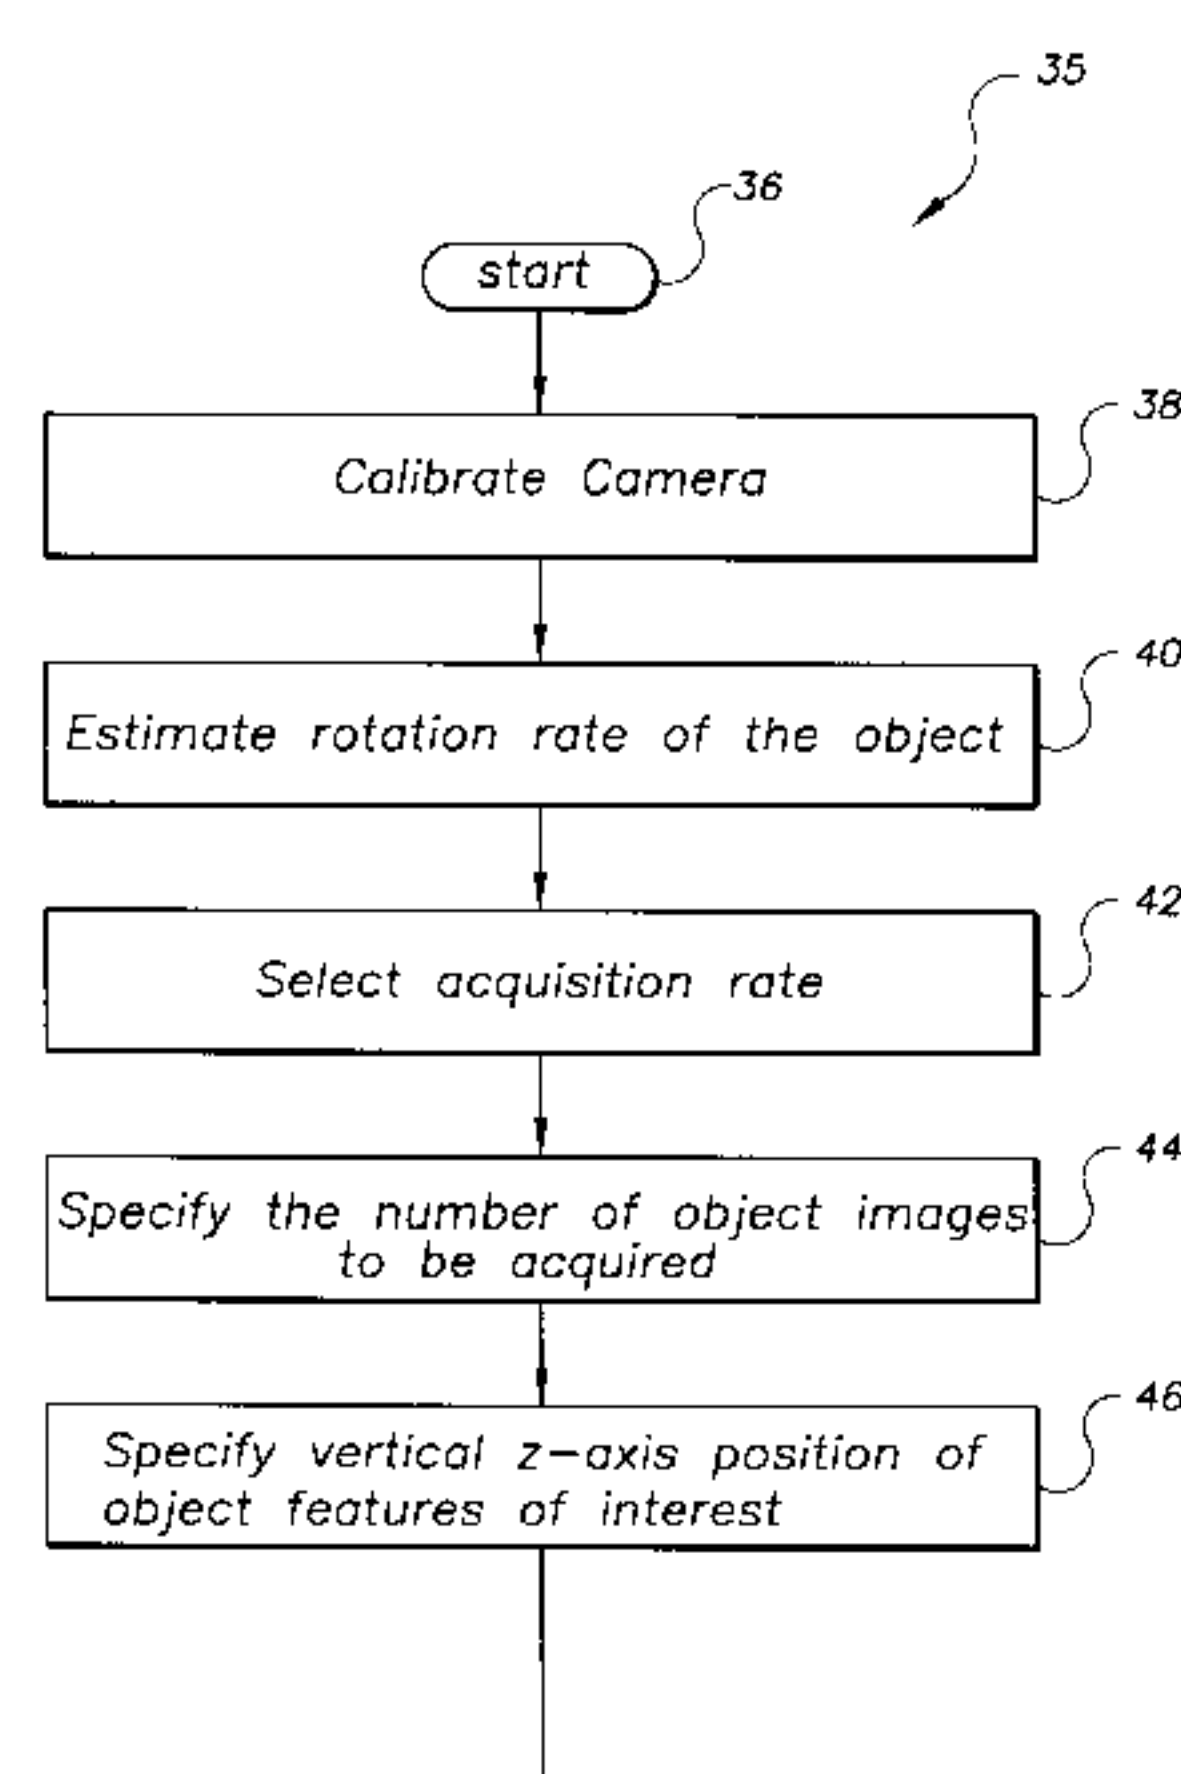 35
36
start
38
Calibrate Camera
40
Estimate rotation rate of the object
42
Select acquisition rate
44
Specify the number of object images
to be acquired
46
Specify vertical z-axis position of
object features of interest